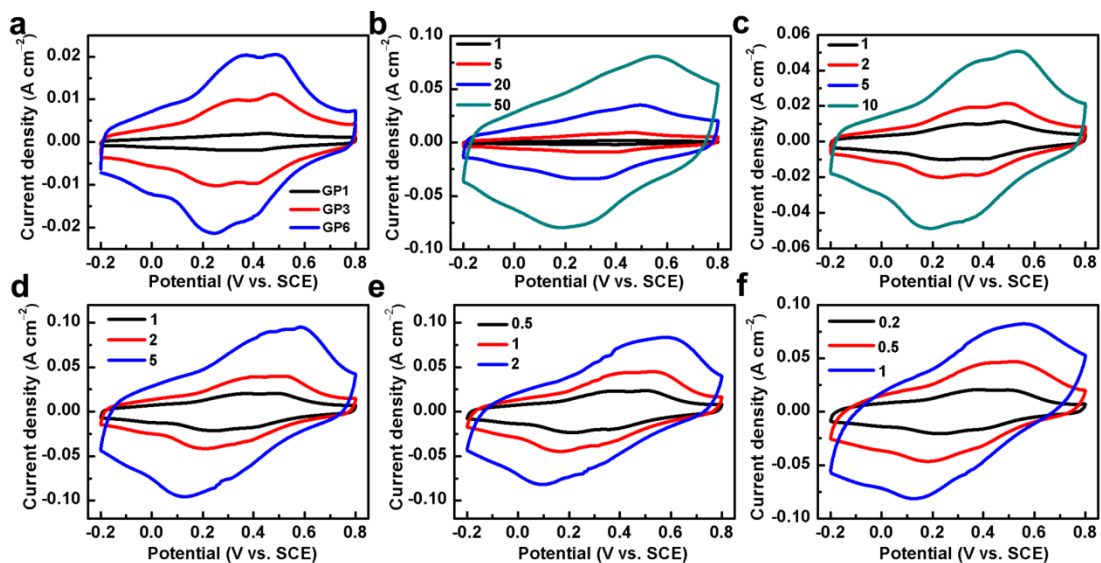 a
Current density (A cm⁻²)
0.02
0.01
0.00
-0.01
-0.02
GP1
GP3
GP6
-0.2 0.0 0.2 0.4 0.6 0.8
Potential (V vs. SCE)
b
Current density (A cm⁻²)
0.10
0.05
0.00
-0.05
-0.10
1
5
20
50
-0.2 0.0 0.2 0.4 0.6 0.8
Potential (V vs. SCE)
c
Current density (A cm⁻²)
0.06
0.04
0.02
0.00
-0.02
-0.04
-0.06
1
2
5
10
-0.2 0.0 0.2 0.4 0.6 0.8
Potential (V vs. SCE)
d
Current density (A cm⁻²)
0.10
0.05
0.00
-0.05
-0.10
1
2
5
-0.2 0.0 0.2 0.4 0.6 0.8
Potential (V vs. SCE)
e
Current density (A cm⁻²)
0.10
0.05
0.00
-0.05
-0.10
0.5
1
2
-0.2 0.0 0.2 0.4 0.6 0.8
Potential (V vs. SCE)
f
Current density (A cm⁻²)
0.10
0.05
0.00
-0.05
-0.10
0.2
0.5
1
-0.2 0.0 0.2 0.4 0.6 0.8
Potential (V vs. SCE)